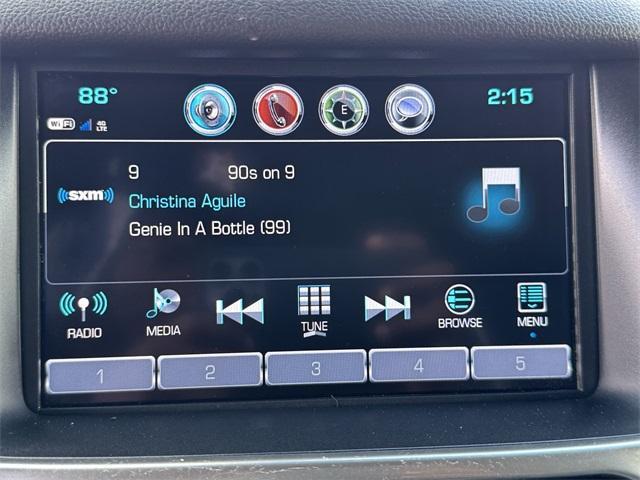 88° 2:15
WiFi 4G LTE
E
9 90s on 9
((sxm))
Christina Aguile
Genie In A Bottle (99)
RADIO MEDIA TUNE BROWSE MENU
1 2 3 4 5